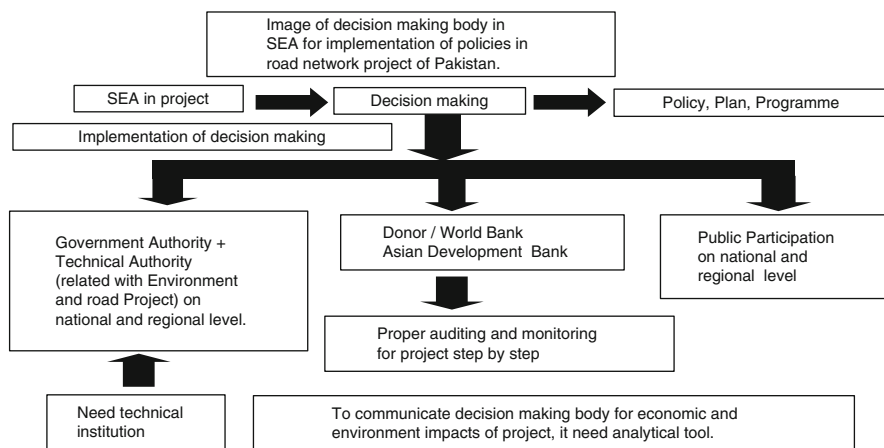 Image of decision making body in
SEA for implementation of policies in
road network project of Pakistan.
SEA in project
Decision making
Policy, Plan, Programme
Implementation of decision making
Government Authority +
Technical Authority
(related with Environment
and road Project) on
national and regional level.
Donor / World Bank
Asian Development Bank
Public Participation
on national and
regional level
Proper auditing and monitoring
for project step by step
Need technical
institution
To communicate decision making body for economic and
environment impacts of project, it need analytical tool.